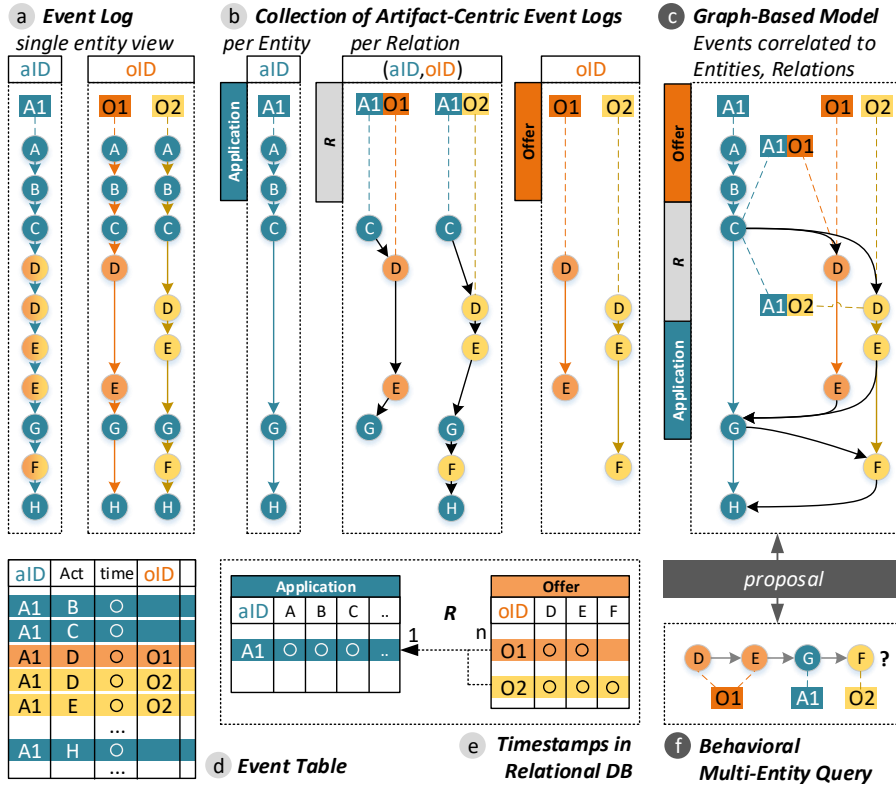 a Event Log
single entity view
aID oID
A1 O1 O2
A A A
B B B
C C C
D D
D D
E E
E E
G G G
F F
H H H
b Collection of Artifact-Centric Event Logs
per Entity per Relation
aID (aID,oID) oID
Application R Offer
A1 A1 O1 A1 O2 O1 O2
A
B
C C C
D D
D D
E E
E E
G G G
F F
H H
c Graph-Based Model
Events correlated to
Entities, Relations
Offer
R
Application
A1 O1 O2
A
A1 O1
B
C
D
A1 O2 D
E
E
G
F
H
proposal
aID Act time oID
A1 B
A1 C
A1 D O1
A1 D O2
A1 E O2
...
A1 H
...
d Event Table
Application
aID A B C ..
A1 ..
R
1 n
Offer
oID D E F
O1
O2
e Timestamps in
Relational DB
D E G F ?
O1 A1 O2
f Behavioral
Multi-Entity Query